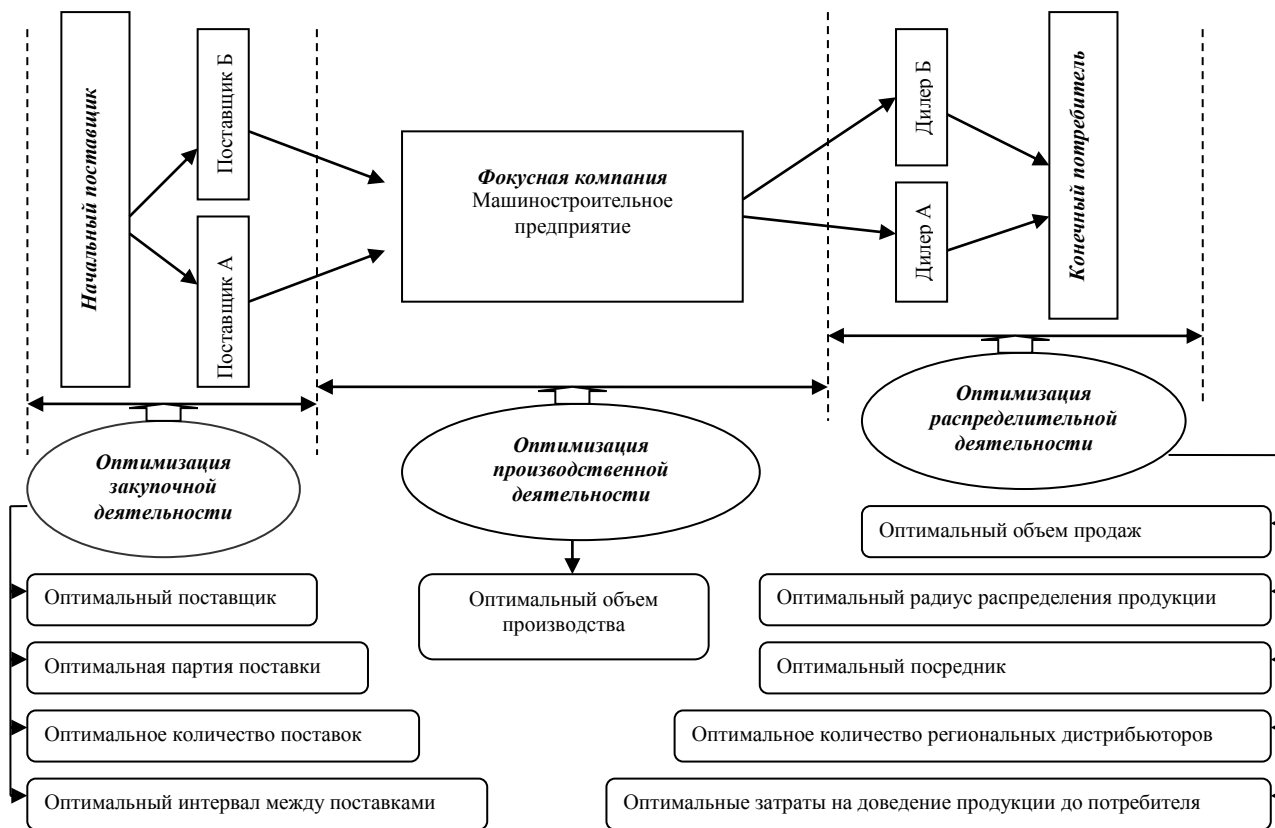 Начальный поставщик
Поставщик Б
Поставщик А
Фокусная компания
Машиностроительное
предприятие
Дилер Б
Дилер А
Конечный потребитель
Оптимизация
закупочной
деятельности
Оптимизация
производственной
деятельности
Оптимизация
распределительной
деятельности
Оптимальный поставщик
Оптимальная партия поставки
Оптимальное количество поставок
Оптимальный интервал между поставками
Оптимальный объем
производства
Оптимальный объем продаж
Оптимальный радиус распределения продукции
Оптимальный посредник
Оптимальное количество региональных дистрибьюторов
Оптимальные затраты на доведение продукции до потребителя